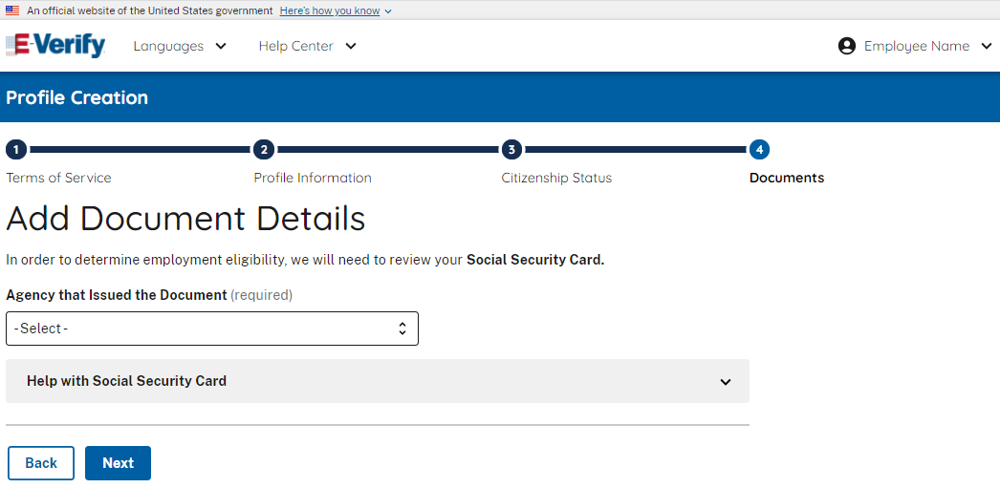 An official website of the United States government Here's how you know
E-Verify Languages Help Center Employee Name
Profile Creation
1 2 3 4
Terms of Service Profile Information Citizenship Status Documents
Add Document Details
In order to determine employment eligibility, we will need to review your Social Security Card.
Agency that Issued the Document (required)
- Select -
Help with Social Security Card
Back Next